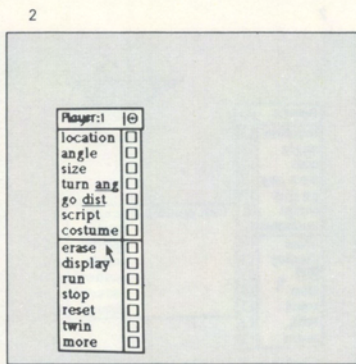 2
Player:1
location
angle
size
turn ang
go dist
script
costume
erase
display
run
stop
reset
twin
more